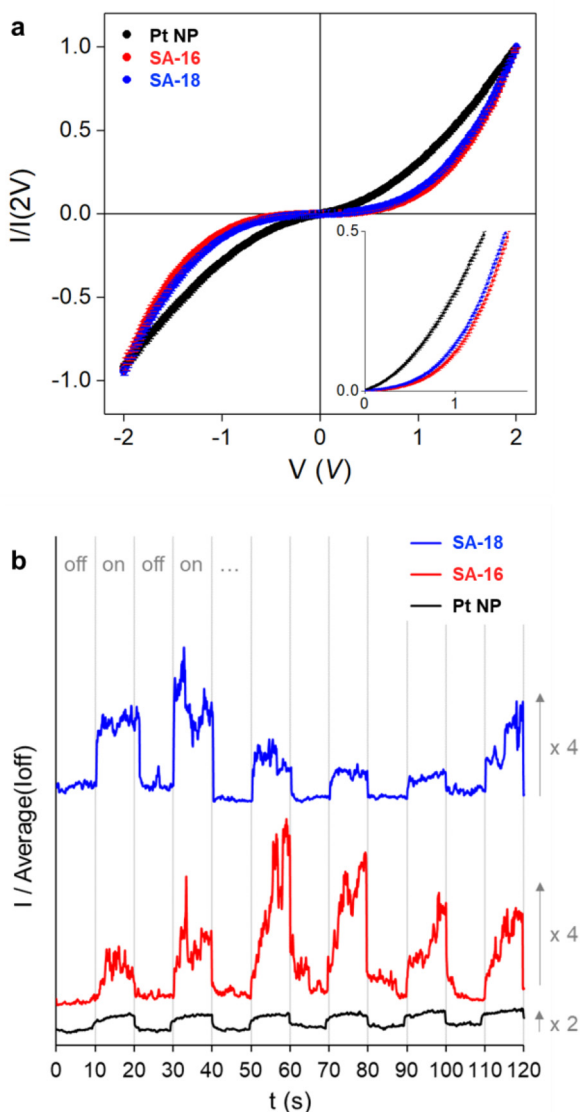 a
Pt NP
SA-16
SA-18
1.0
0.5
0.0
-0.5
-1.0
I/I(2V)
0.5
0.0
0
1
-2
-1
0
1
2
V (V)
b
SA-18
SA-16
Pt NP
off
on
off
on
...
x 4
x 4
x 2
I / Average(Ioff)
0
10
20
30
40
50
60
70
80
90
100
110
120
t (s)